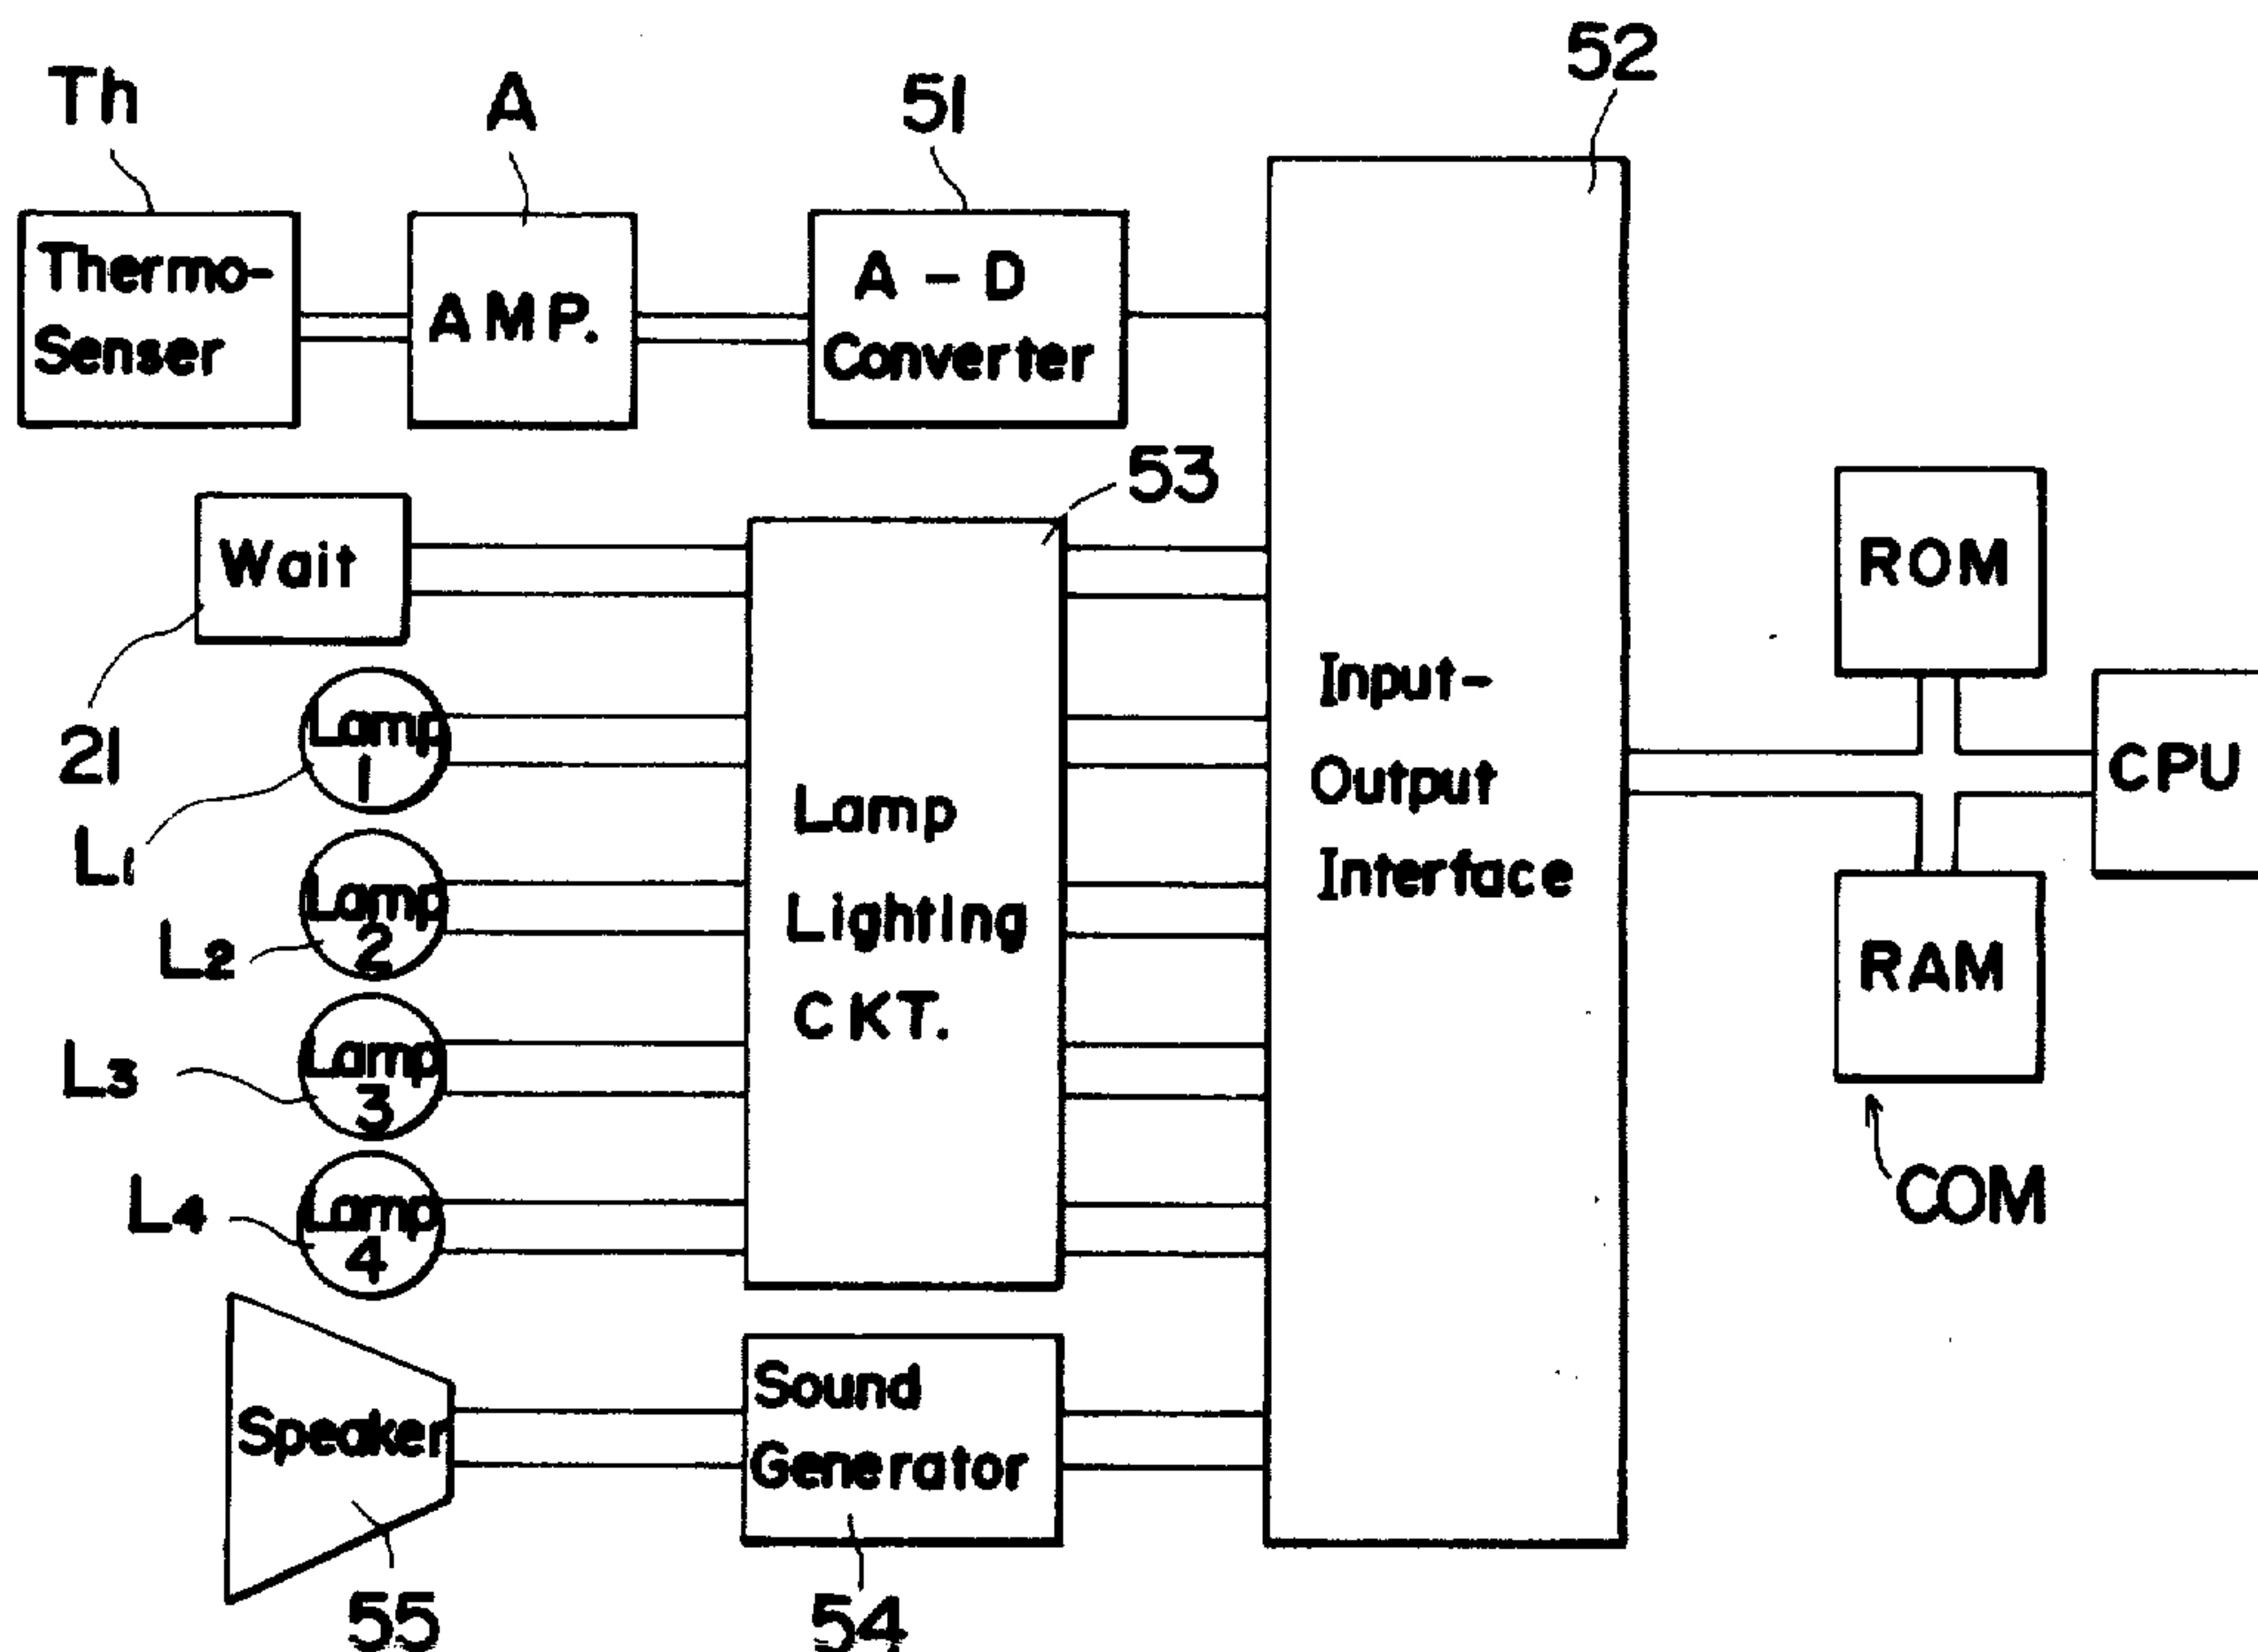 Th
A
51
52
Thermo-
Senser
AMP.
A-D
Converter
53
Wait
21
Lamp
1
L1
Lamp
2
L2
Lamp
3
L3
Lamp
4
L4
Lamp
Lighting
CKT.
Input-
Output
Interface
ROM
CPU
RAM
COM
Speaker
55
Sound
Generator
54